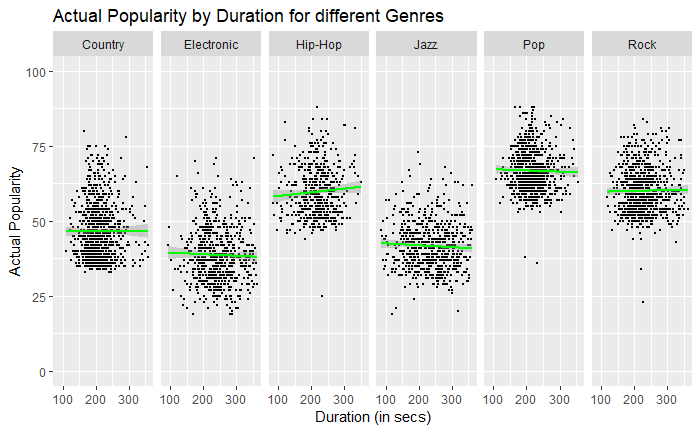 Actual Popularity by Duration for different Genres
Country Electronic Hip-Hop Jazz Pop Rock
100
75
50
25
0
Actual Popularity
100 200 300 100 200 300 100 200 300 100 200 300 100 200 300 100 200 300
Duration (in secs)